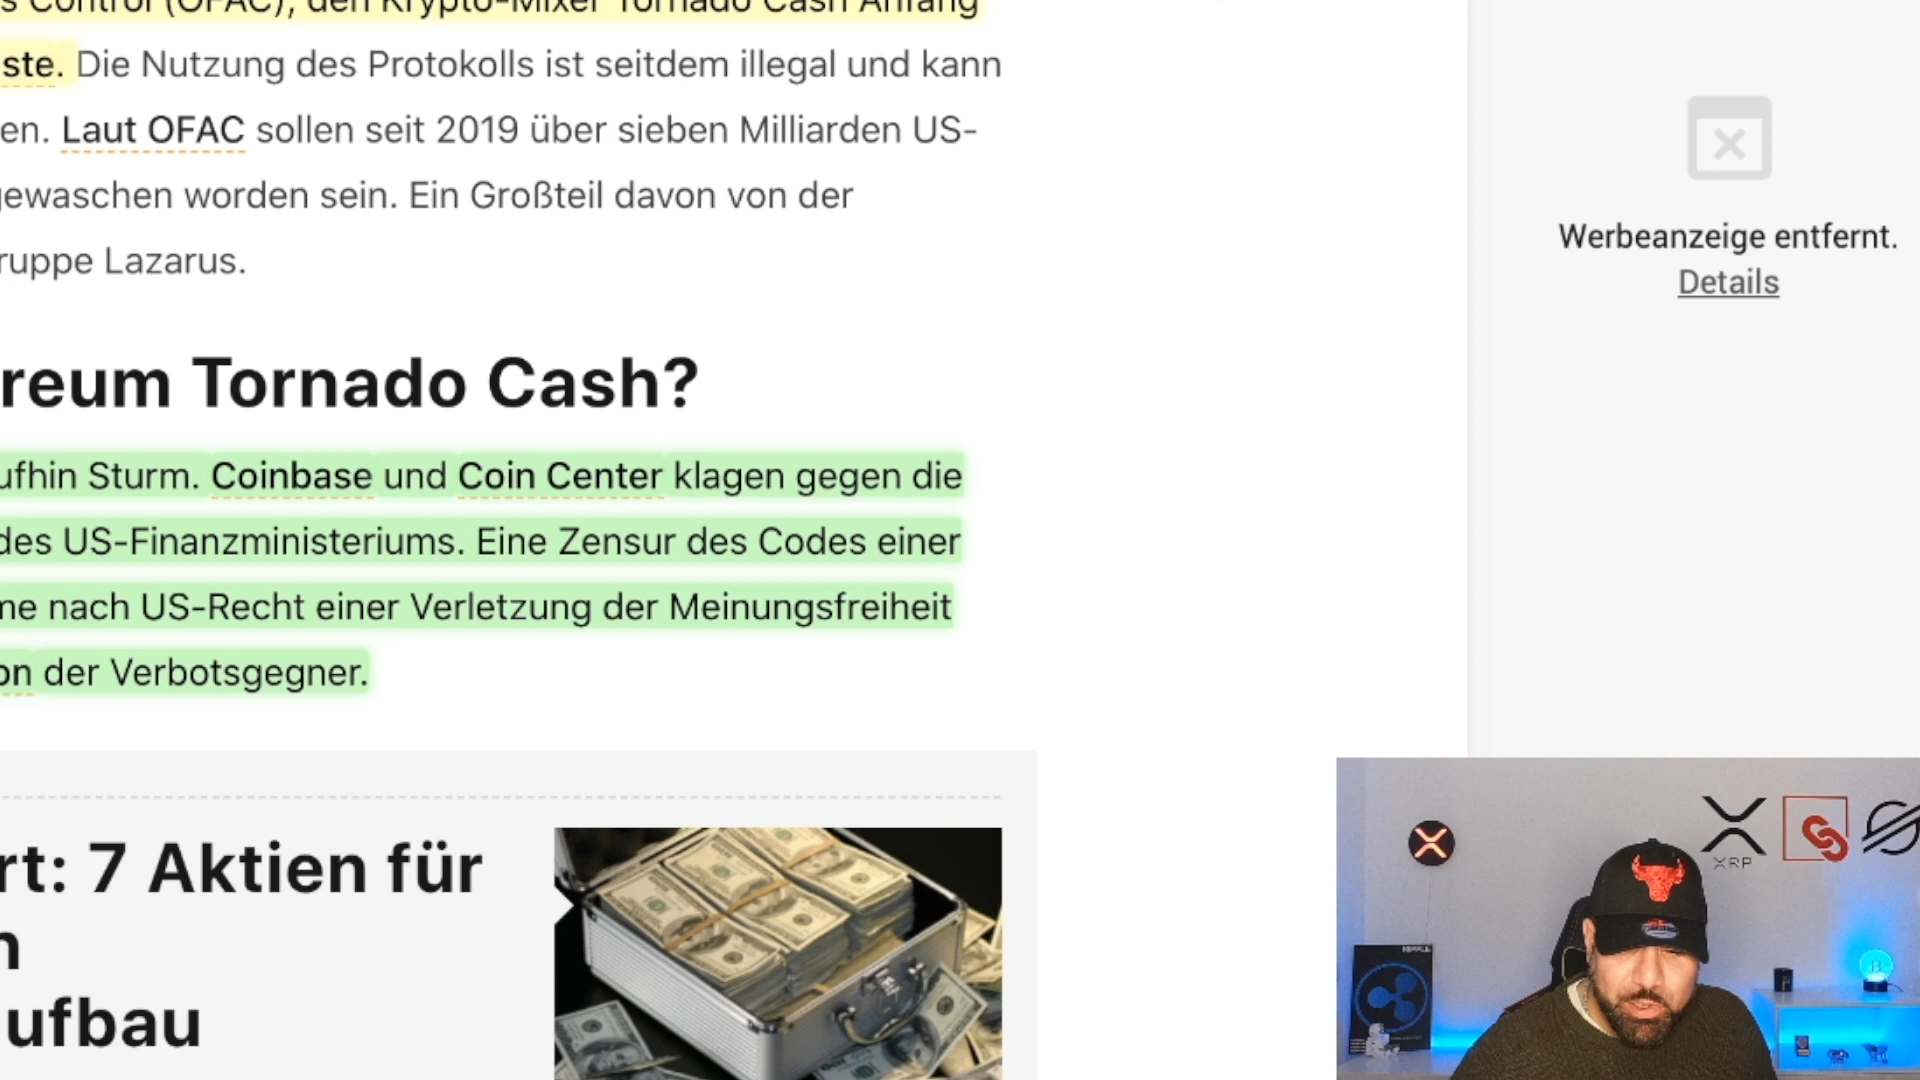 s Control (OFAC), den Krypto-Mixer Tornado Cash Anfang
ste. Die Nutzung des Protokolls ist seitdem illegal und kann
en. Laut OFAC sollen seit 2019 über sieben Milliarden US-
gewaschen worden sein. Ein Großteil davon von der
ruppe Lazarus.
Werbeanzeige entfernt.
Details
reum Tornado Cash?
ufhin Sturm. Coinbase und Coin Center klagen gegen die
des US-Finanzministeriums. Eine Zensur des Codes einer
me nach US-Recht einer Verletzung der Meinungsfreiheit
on der Verbotsgegner.
rt: 7 Aktien für
n
ufbau
XRP
RIPPLE